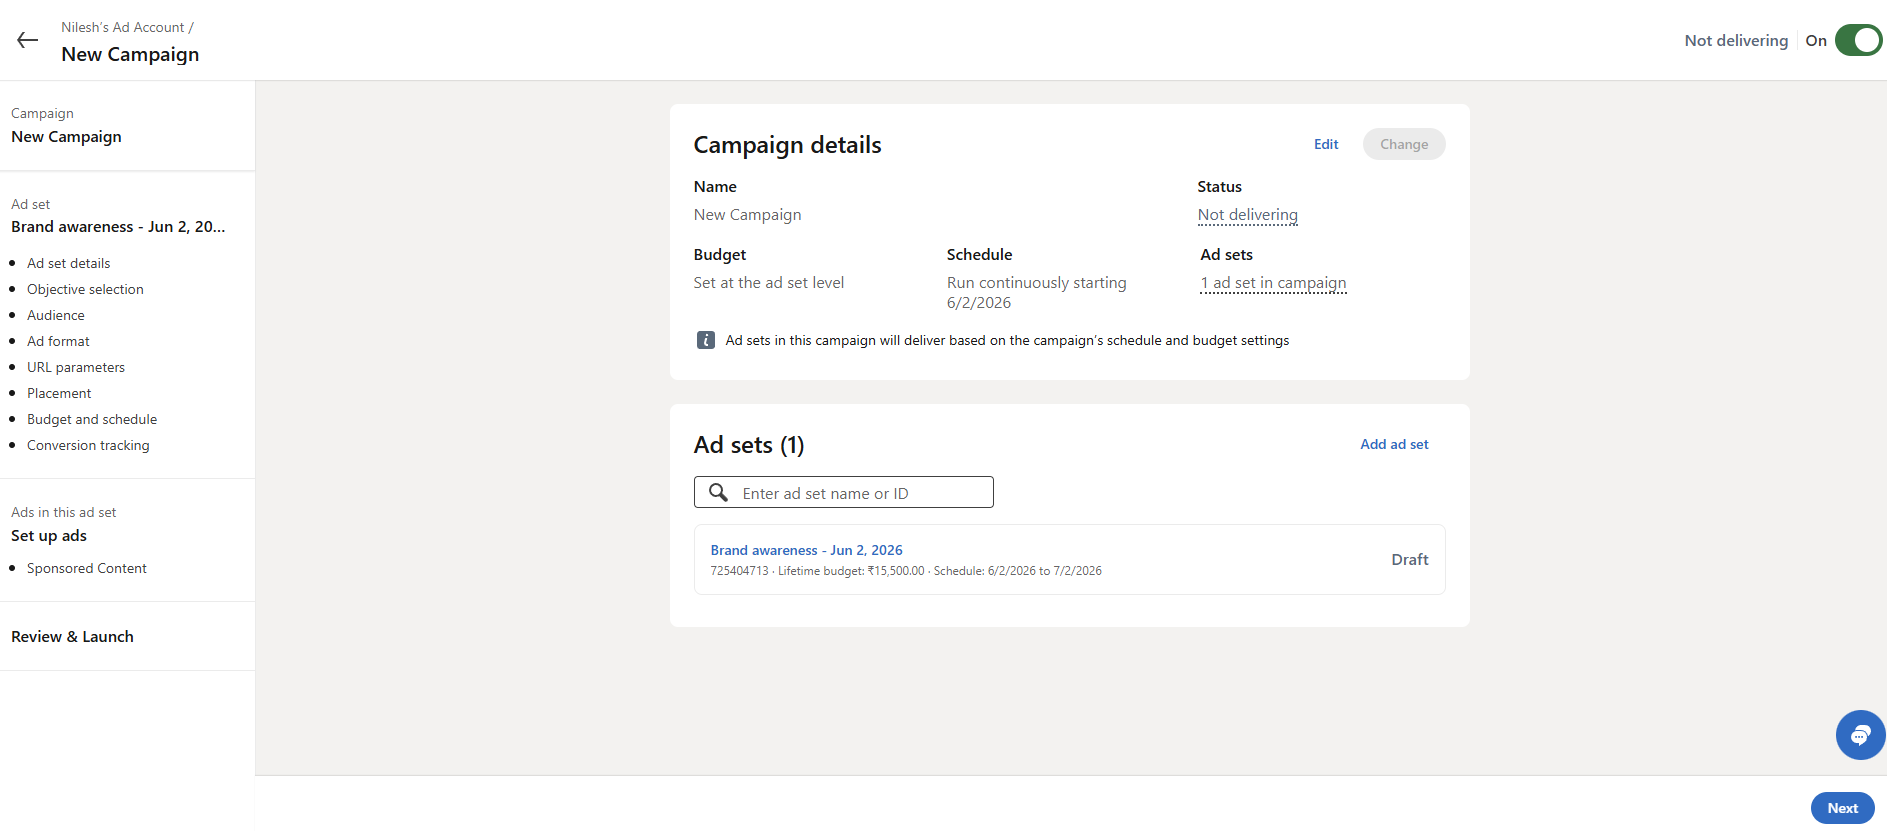 Nilesh's Ad Account /
New Campaign
Not delivering
On
Campaign
New Campaign
Ad set
Brand awareness - Jun 2, 20...
Ad set details
Objective selection
Audience
Ad format
URL parameters
Placement
Budget and schedule
Conversion tracking
Ads in this ad set
Set up ads
Sponsored Content
Review & Launch
Campaign details
Edit
Change
Name
New Campaign
Status
Not delivering
Budget
Set at the ad set level
Schedule
Run continuously starting
6/2/2026
Ad sets
1 ad set in campaign
Ad sets in this campaign will deliver based on the campaign's schedule and budget settings
Ad sets (1)
Add ad set
Enter ad set name or ID
Brand awareness - Jun 2, 2026
725404713 · Lifetime budget: ₹15,500.00 · Schedule: 6/2/2026 to 7/2/2026
Draft
Next